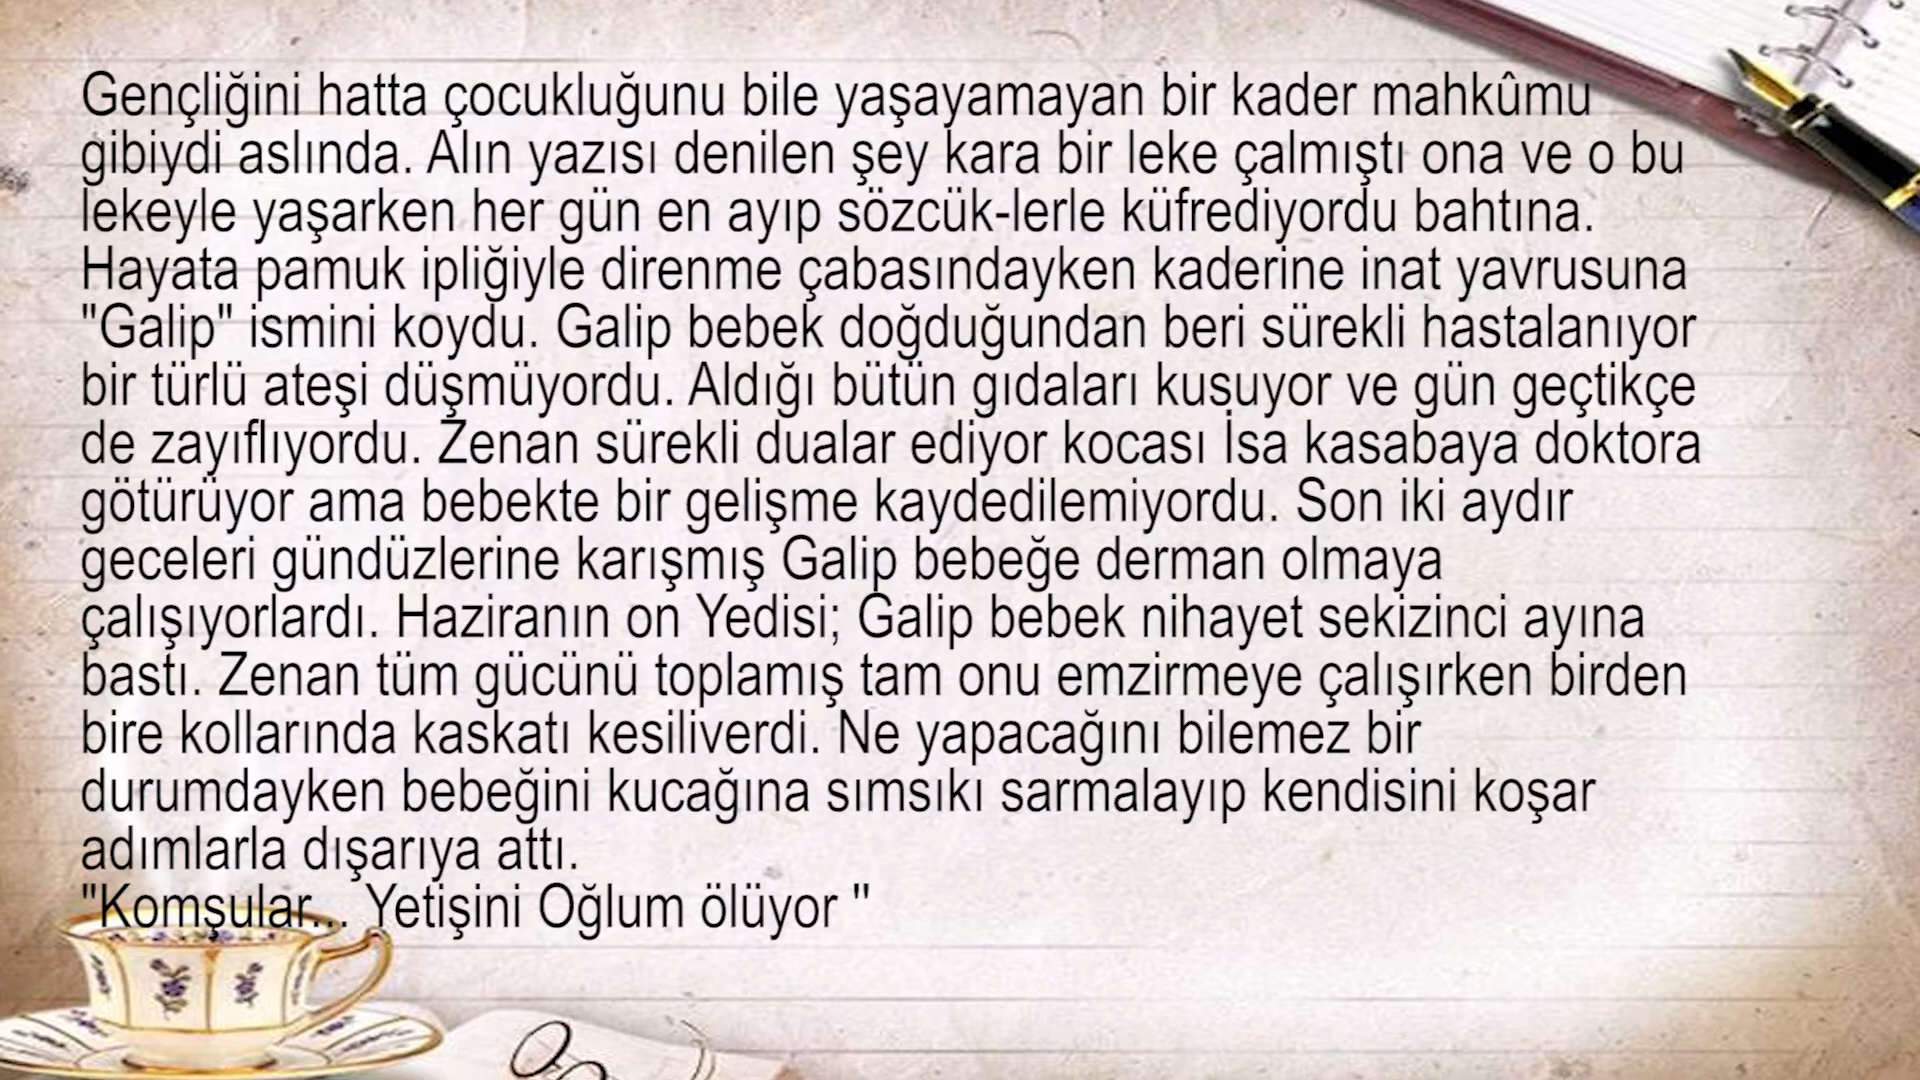 Gençliğini hatta çocukluğunu bile yaşayamayan bir kader mahkûmu
gibiydi aslında. Alın yazısı denilen şey kara bir leke çalmıştı ona ve o bu
lekeyle yaşarken her gün en ayıp sözcük-lerle küfrediyordu bahtına.
Hayata pamuk ipliğiyle direnme çabasındayken kaderine inat yavrusuna
"Galip" ismini koydu. Galip bebek doğduğundan beri sürekli hastalanıyor
bir türlü ateşi düşmüyordu. Aldığı bütün gıdaları kusuyor ve gün geçtikçe
de zayıflıyordu. Zenan sürekli dualar ediyor kocası İsa kasabaya doktora
götürüyor ama bebekte bir gelişme kaydedilemiyordu. Son iki aydır
geceleri gündüzlerine karışmış Galip bebeğe derman olmaya
çalışıyorlardı. Haziranın on Yedisi; Galip bebek nihayet sekizinci ayına
bastı. Zenan tüm gücünü toplamış tam onu emzirmeye çalışırken birden
bire kollarında kaskatı kesiliverdi. Ne yapacağını bilemez bir
durumdayken bebeğini kucağına sımsıkı sarmalayıp kendisini koşar
adımlarla dışarıya attı.
"Komşular... Yetişini Oğlum ölüyor "